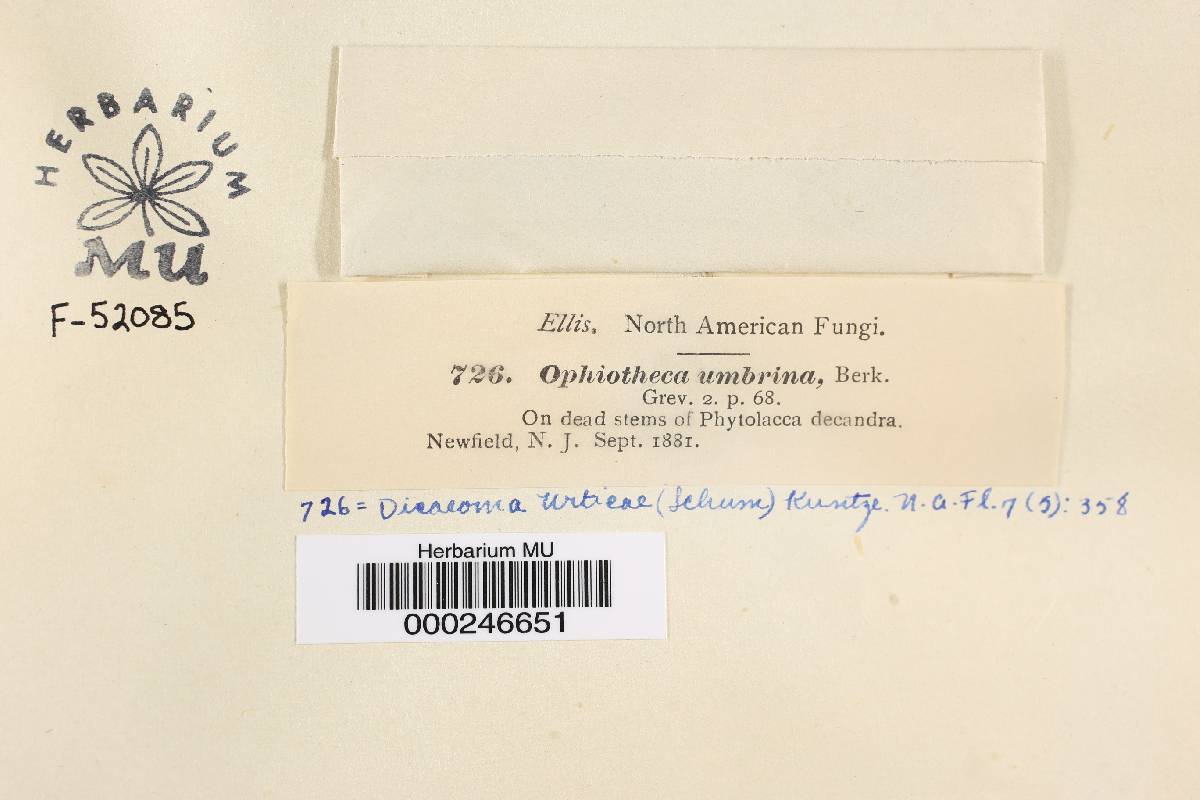 HERBARIUM
MU
F-52085
Ellis. North American Fungi.
726. Ophiotheca umbrina, Berk.
Grev. 2. p. 68.
On dead stems of Phytolacca decandra.
Newfield, N. J. Sept. 1881.
726 = Dicaeoma Urticae (Schum) Kuntze. N.A.Fl. 7 (5): 358
Herbarium MU
000246651